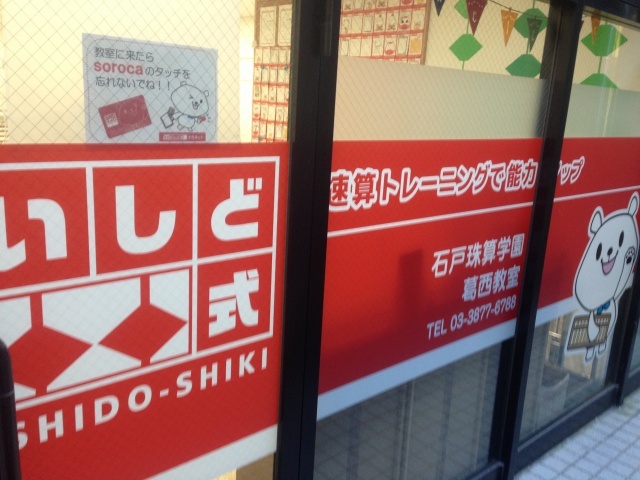 教室に来たら
sorocaのタッチを
忘れないでね！！
いしど
式
SHIDO-SHIKI
速算トレーニングで能力 ップ
石戸珠算学園
葛西教室
TEL 03-3877-6788